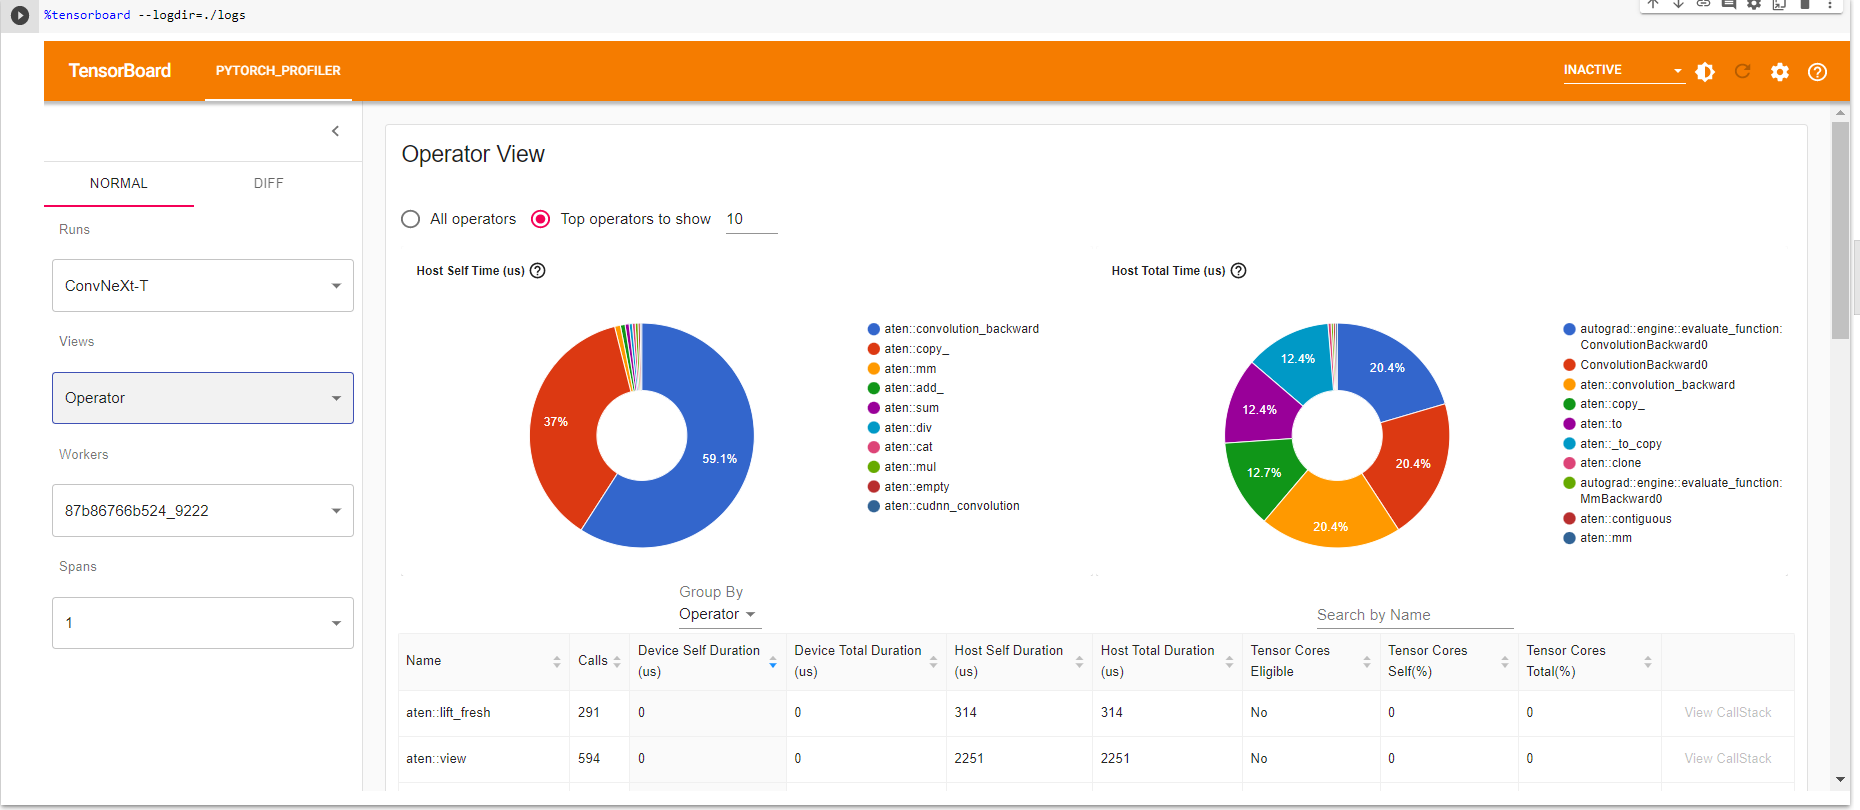 %tensorboard --logdir=./logs
TensorBoard
PYTORCH_PROFILER
INACTIVE
NORMAL
DIFF
Runs
ConvNeXt-T
Views
Operator
Workers
87b86766b524_9222
Spans
1
Operator View
All operators
Top operators to show
10
Host Self Time (us)
37%
59.1%
aten::convolution_backward
aten::copy_
aten::mm
aten::add_
aten::sum
aten::div
aten::cat
aten::mul
aten::empty
aten::cudnn_convolution
Host Total Time (us)
12.4%
20.4%
12.4%
12.7%
20.4%
20.4%
autograd::engine::evaluate_function:
ConvolutionBackward0
ConvolutionBackward0
aten::convolution_backward
aten::copy_
aten::to
aten::_to_copy
aten::clone
autograd::engine::evaluate_function:
MmBackward0
aten::contiguous
aten::mm
Group By
Operator
Search by Name
Name
Calls
Device Self Duration
(us)
Device Total Duration
(us)
Host Self Duration
(us)
Host Total Duration
(us)
Tensor Cores
Eligible
Tensor Cores
Self(%)
Tensor Cores
Total(%)
aten::lift_fresh 291 0 0 314 314 No 0 0 View CallStack
aten::view 594 0 0 2251 2251 No 0 0 View CallStack